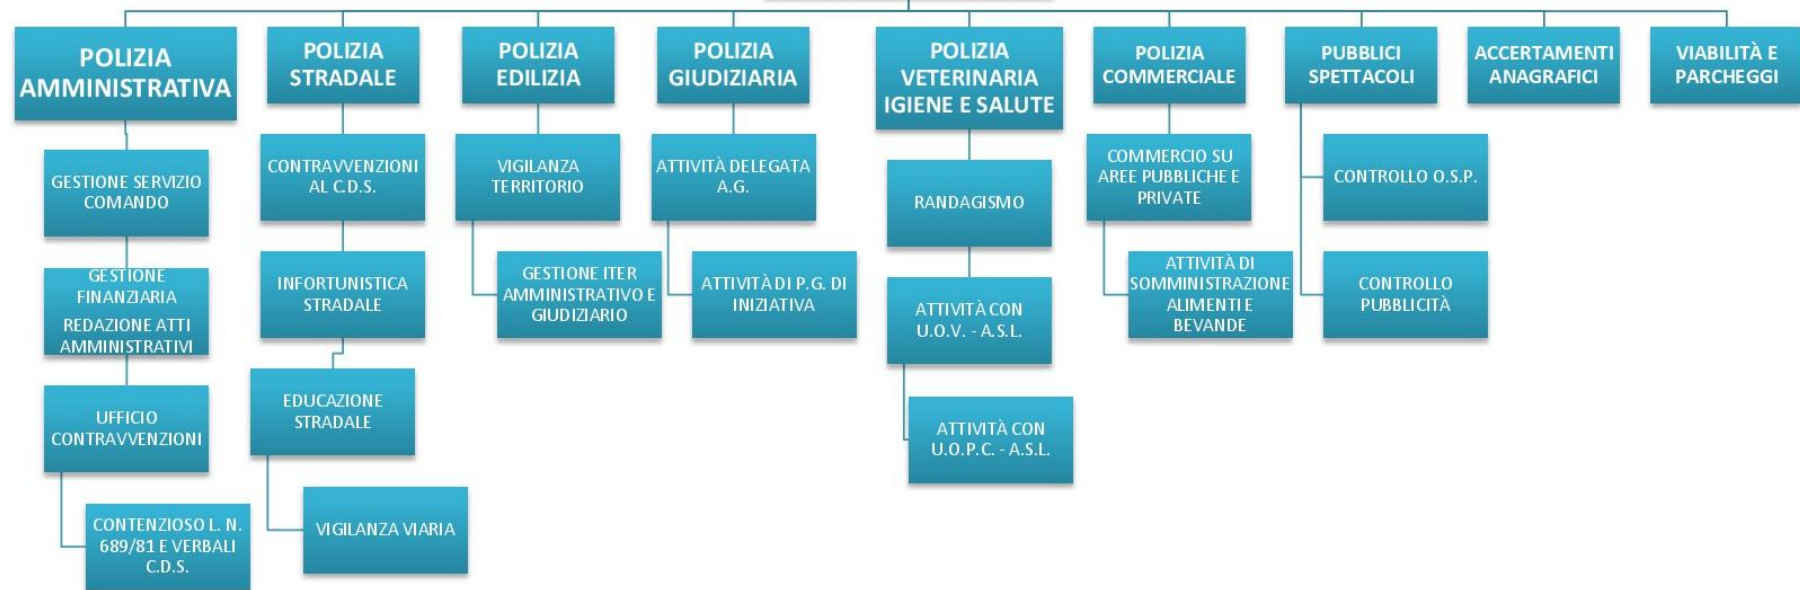 POLIZIA
AMMINISTRATIVA
GESTIONE SERVIZIO
COMANDO
GESTIONE
FINANZIARIA
REDAZIONE ATTI
AMMINISTRATIVI
UFFICIO
CONTRAVVENZIONI
CONTENZIOSO L. N.
689/81 E VERBALI
C.D.S.
POLIZIA
STRADALE
CONTRAVVENZIONI
AL C.D.S.
INFORTUNISTICA
STRADALE
EDUCAZIONE
STRADALE
VIGILANZA VIARIA
POLIZIA
EDILIZIA
VIGILANZA
TERRITORIO
GESTIONE ITER
AMMINISTRATIVO E
GIUDIZIARIO
POLIZIA
GIUDIZIARIA
ATTIVITÀ DELEGATA
A.G.
ATTIVITÀ DI P.G. DI
INIZIATIVA
POLIZIA
VETERINARIA
IGIENE E SALUTE
RANDAGISMO
ATTIVITÀ CON
U.O.V. - A.S.L.
ATTIVITÀ CON
U.O.P.C. - A.S.L.
POLIZIA
COMMERCIALE
COMMERCIO SU
AREE PUBBLICHE E
PRIVATE
ATTIVITÀ DI
SOMMINISTRAZIONE
ALIMENTI E
BEVANDE
PUBBLICI
SPETTACOLI
CONTROLLO O.S.P.
CONTROLLO
PUBBLICITÀ
ACCERTAMENTI
ANAGRAFICI
VIABILITÀ E
PARCHEGGI